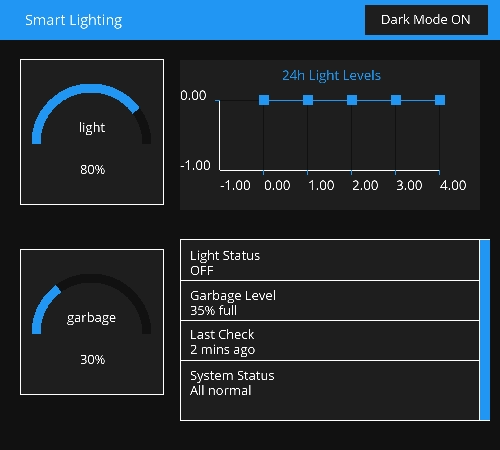 Smart Lighting
Dark Mode ON
light
80%
24h Light Levels
0.00
-1.00
-1.00 0.00 1.00 2.00 3.00 4.00
garbage
30%
Light Status
OFF
Garbage Level
35% full
Last Check
2 mins ago
System Status
All normal